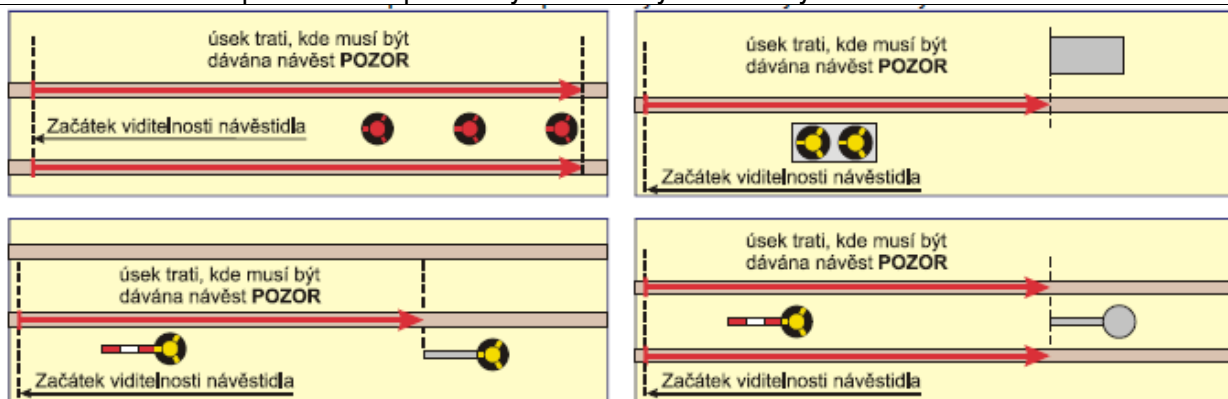 úsek trati, kde musí být
dávána návěst POZOR
Začátek viditelnosti návěstidla
úsek trati, kde musí být
dávána návěst POZOR
Začátek viditelnosti návěstidla
úsek trati, kde musí být
dávána návěst POZOR
Začátek viditelnosti návěstidla
úsek trati, kde musí být
dávána návěst POZOR
Začátek viditelnosti návěstidla